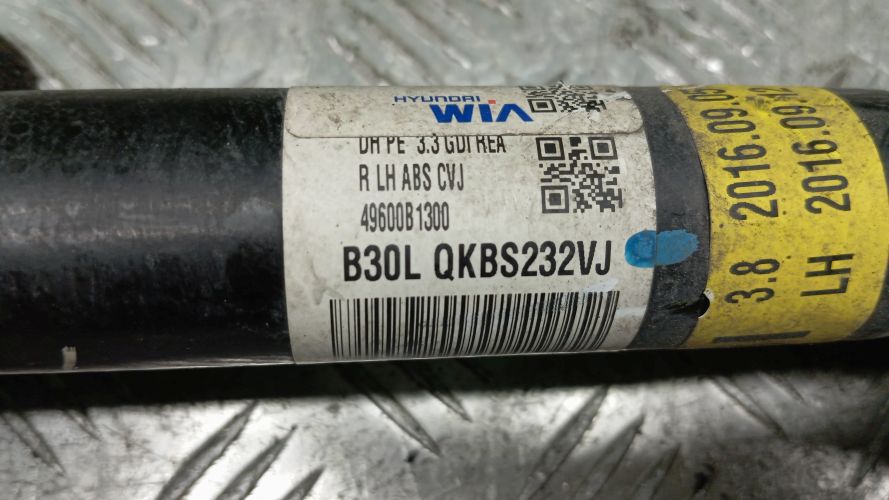 HYUNDAI WIA
DH PE 3.3 GDI REA
R LH ABS CVJ
49600B1300
B30L QKBS232VJ
3.8 2016.09.0
LH 2016.09.12